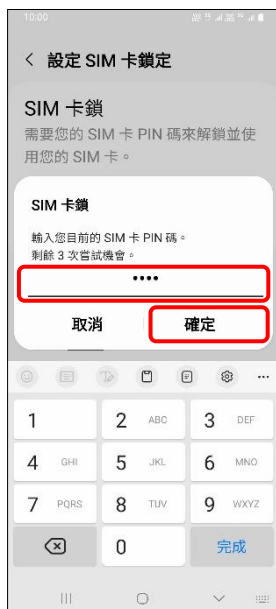 10:00
設定 SIM 卡鎖定
SIM 卡鎖
需要您的 SIM 卡 PIN 碼來解鎖並使
用您的 SIM 卡。
SIM 卡鎖
輸入您目前的 SIM 卡 PIN 碼。
剩餘 3 次嘗試機會。
••••
取消 確定
1 2 ABC 3 DEF
4 GHI 5 JKL 6 MNO
7 PQRS 8 TUV 9 WXYZ
0 完成